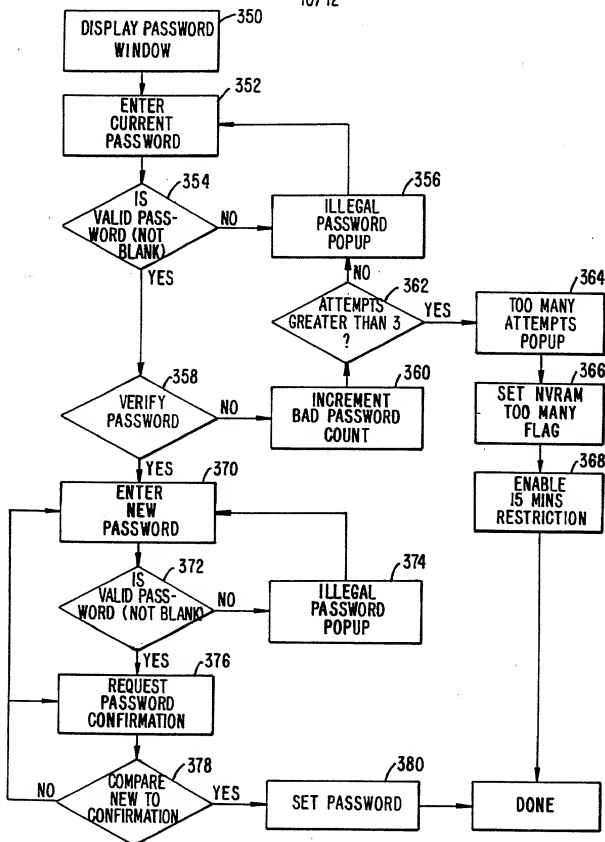 10/12
350
DISPLAY PASSWORD
WINDOW
352
ENTER
CURRENT
PASSWORD
354
IS
VALID PASS-
WORD (NOT
BLANK)
NO
YES
356
ILLEGAL
PASSWORD
POPUP
NO
362
ATTEMPTS
GREATER THAN 3
?
YES
364
TOO MANY
ATTEMPTS
POPUP
366
SET NVRAM
TOO MANY
FLAG
368
ENABLE
15 MINS
RESTRICTION
358
VERIFY
PASSWORD
NO
YES
360
INCREMENT
BAD PASSWORD
COUNT
370
ENTER
NEW
PASSWORD
372
IS
VALID PASS-
WORD (NOT BLANK)
NO
YES
374
ILLEGAL
PASSWORD
POPUP
376
REQUEST
PASSWORD
CONFIRMATION
378
COMPARE
NEW TO
CONFIRMATION
NO
YES
380
SET PASSWORD
DONE